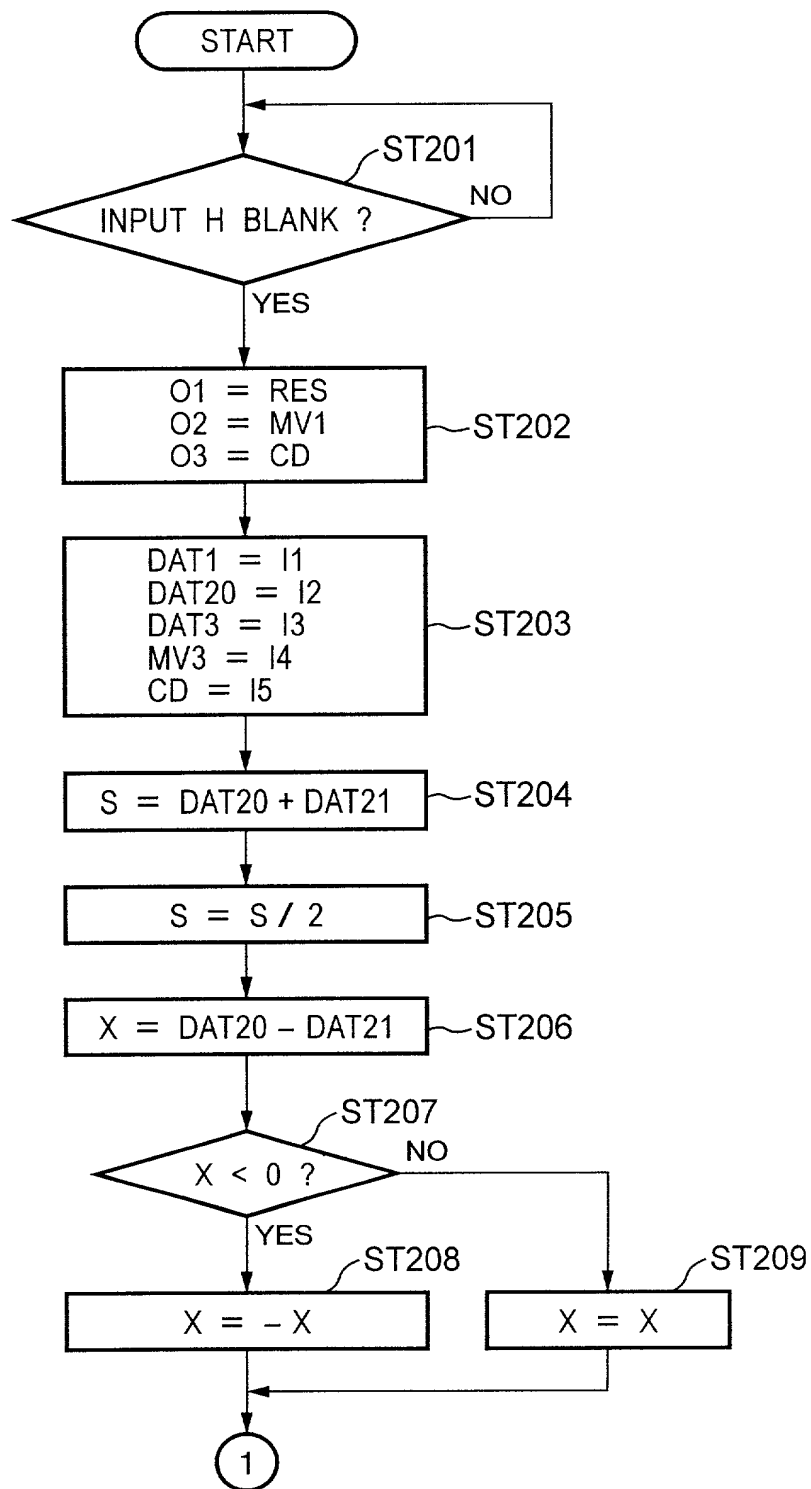 START
ST201
INPUT H BLANK ?
NO
YES
O1 = RES
O2 = MV1
O3 = CD
ST202
DAT1 = I1
DAT20 = I2
DAT3 = I3
MV3 = I4
CD = I5
ST203
S = DAT20 + DAT21
ST204
S = S / 2
ST205
X = DAT20 – DAT21
ST206
ST207
X < 0 ?
NO
YES
ST208
X = – X
ST209
X = X
1